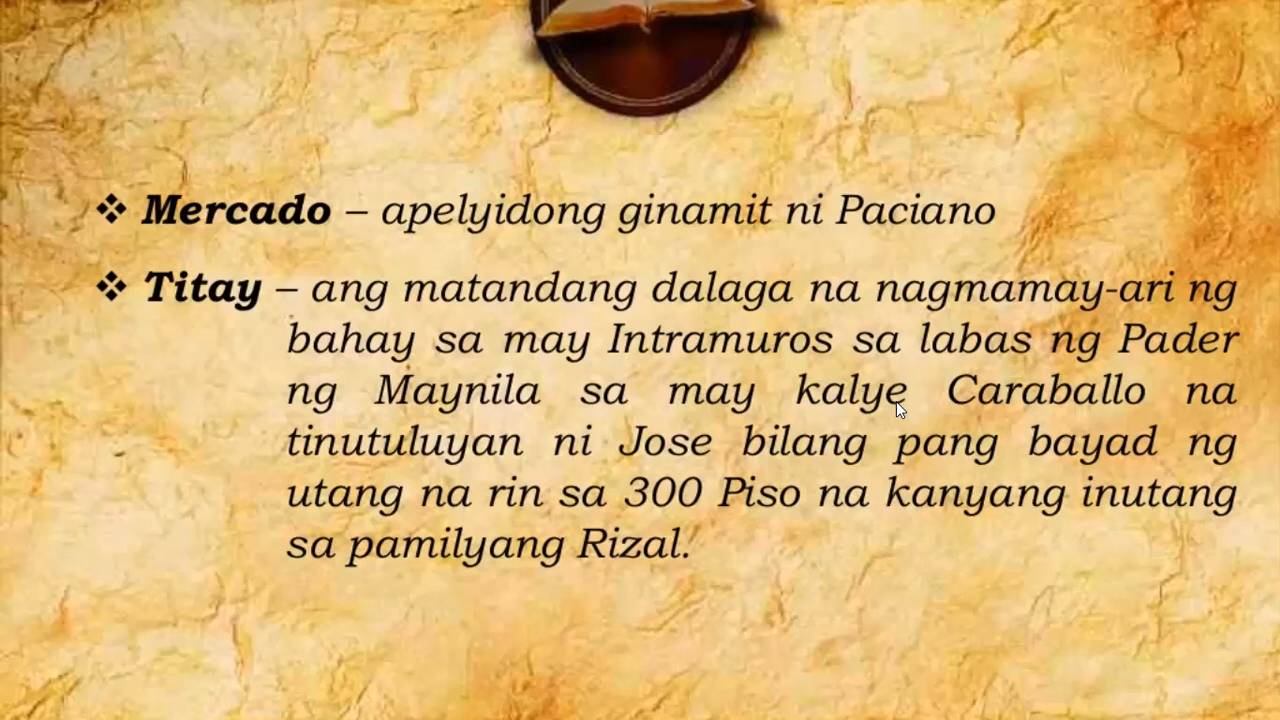 ❖ Mercado – apelyidong ginamit ni Paciano
❖ Titay – ang matandang dalaga na nagmamay-ari ng
bahay sa may Intramuros sa labas ng Pader
ng Maynila sa may kalye Caraballo na
tinutuluyan ni Jose bilang pang bayad ng
utang na rin sa 300 Piso na kanyang inutang
sa pamilyang Rizal.